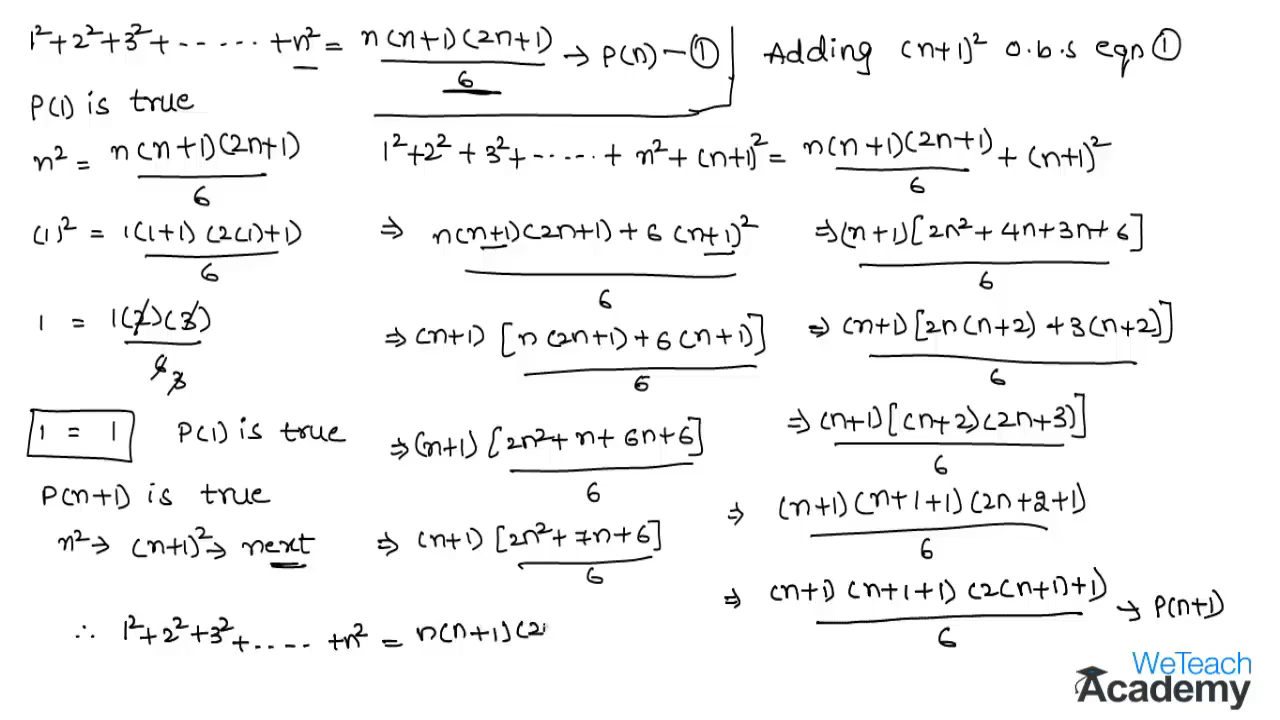 1²+2²+3²+ - - . . . . . +n² = n(n+1)(2n+1)/6 → P(n) – ①
P(1) is true
n² = n(n+1)(2n+1)/6
(1)² = 1(1+1)(2(1)+1)/6
1 = 1(2)(3)/6 3
1 = 1 P(1) is true
P(n+1) is true
n² → (n+1)² → next
Adding (n+1)² o.b.s eqn ①
1²+2²+3²+ - . . . . . + n²+(n+1)² = n(n+1)(2n+1)/6 + (n+1)²
⇒ n(n+1)(2n+1)+6(n+1)²/6
⇒ (n+1) [n(2n+1)+6(n+1)]/6
⇒ (n+1) [2n²+n+6n+6]/6
⇒ (n+1) [2n²+7n+6]/6
⇒ (n+1)[2n²+4n+3n+6]/6
⇒ (n+1)[2n(n+2)+3(n+2)]/6
⇒ (n+1)[(n+2)(2n+3)]/6
⇒ (n+1)(n+1+1)(2n+2+1)/6
⇒ (n+1)(n+1+1)(2(n+1)+1)/6 → P(n+1)
∴ 1²+2²+3²+ . . . . - - +n² = n(n+1)(2
WeTeach
Academy